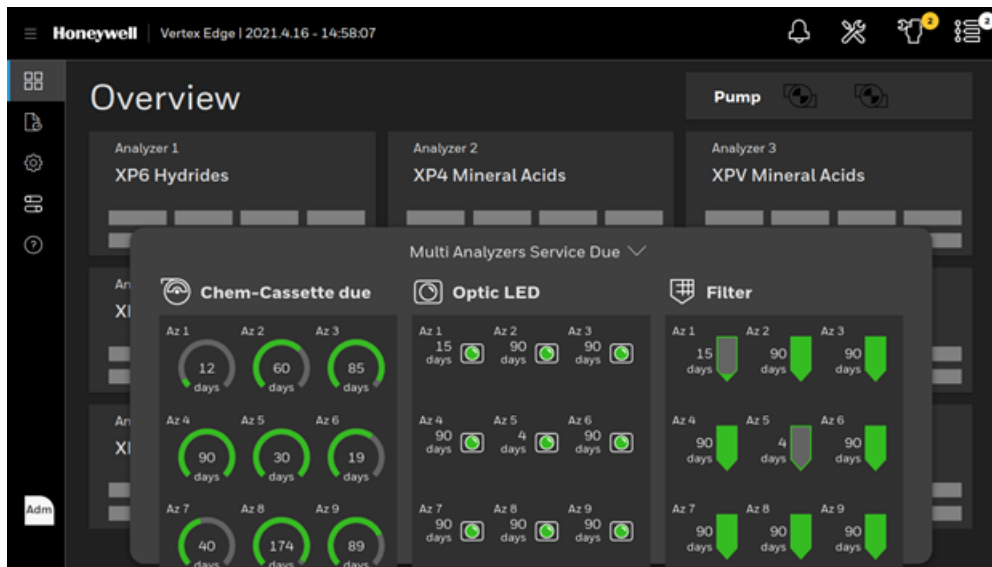 Honeywell Vertex Edge | 2021.4.16 - 14:58:07 2 2
Overview
Pump
Analyzer 1 Analyzer 2 Analyzer 3
XP6 Hydrides XP4 Mineral Acids XPV Mineral Acids
Multi Analyzers Service Due
An
XI
An
XI
Adm
Chem-Cassette due
Az 1 Az 2 Az 3
12 60 85
days days days
Az 4 Az 5 Az 6
90 30 19
days days days
Az 7 Az 8 Az 9
40 174 89
days days days
Optic LED
Az 1 Az 2 Az 3
15 90 90
days days days
Az 4 Az 5 Az 6
90 4 90
days days days
Az 7 Az 8 Az 9
90 90 90
days days days
Filter
Az 1 Az 2 Az 3
15 90 90
days days days
Az 4 Az 5 Az 6
90 4 90
days days days
Az 7 Az 8 Az 9
90 90 90
days days days